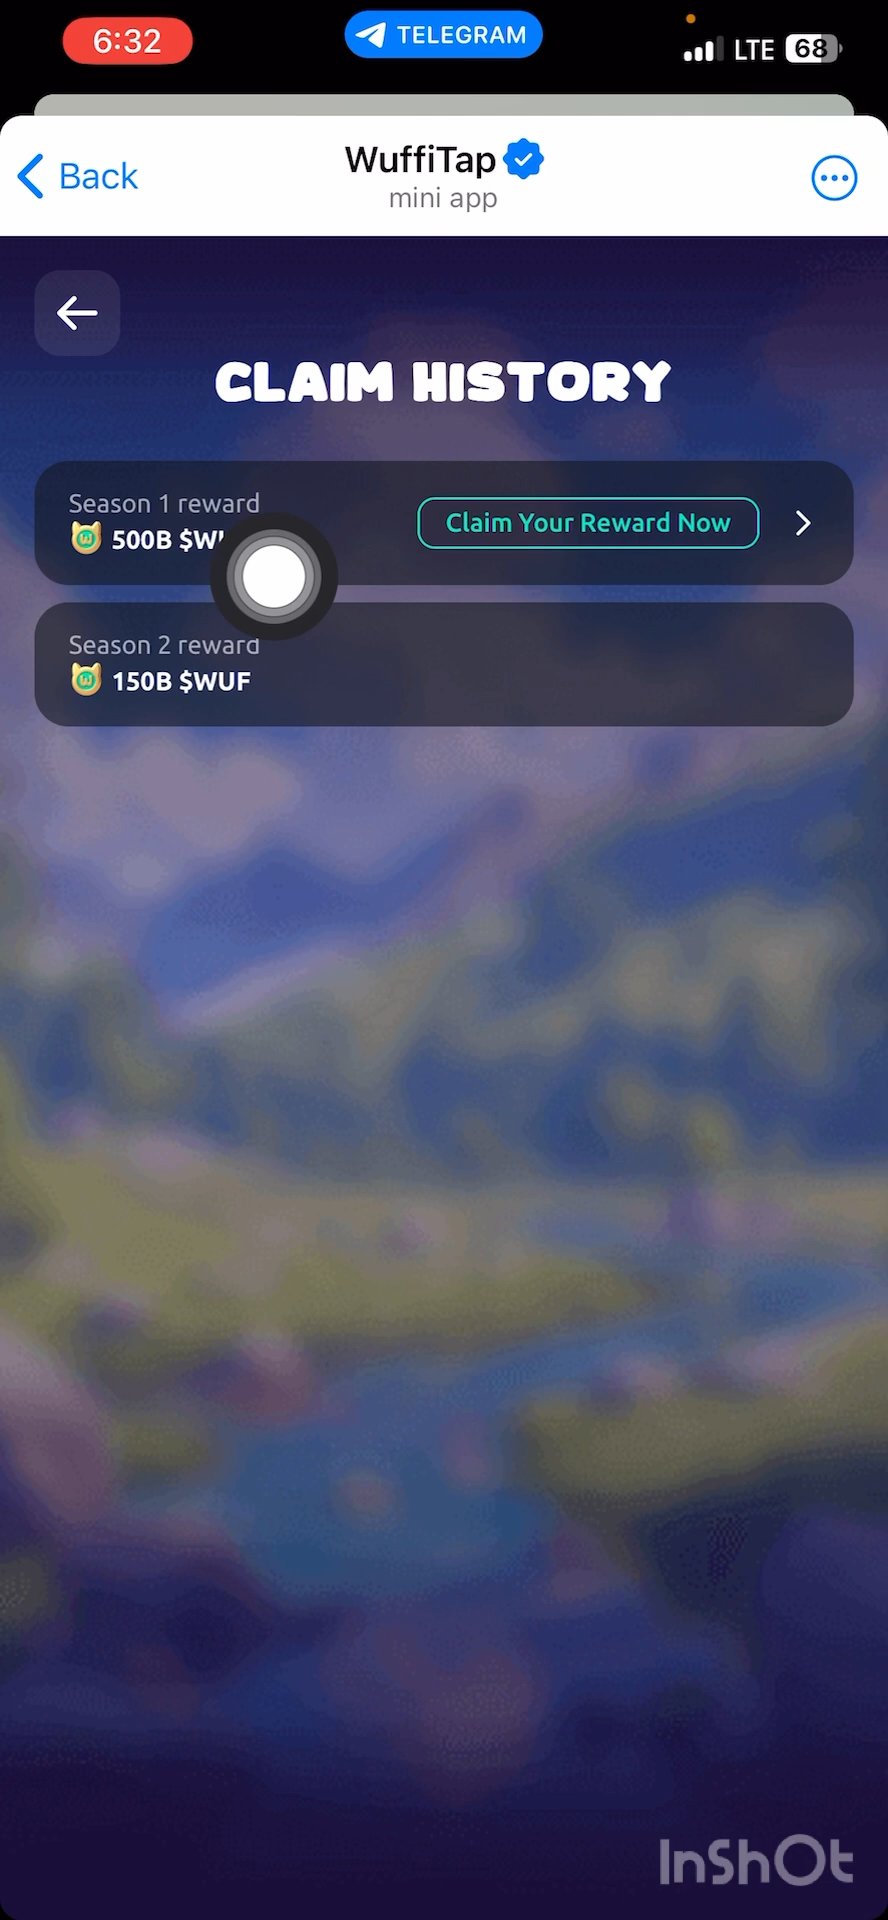 6:32
TELEGRAM
LTE
68
Back
WuffiTap
mini app
CLAIM HISTORY
Season 1 reward
500B
Claim Your Reward Now
Season 2 reward
150B $WUF
InShOt